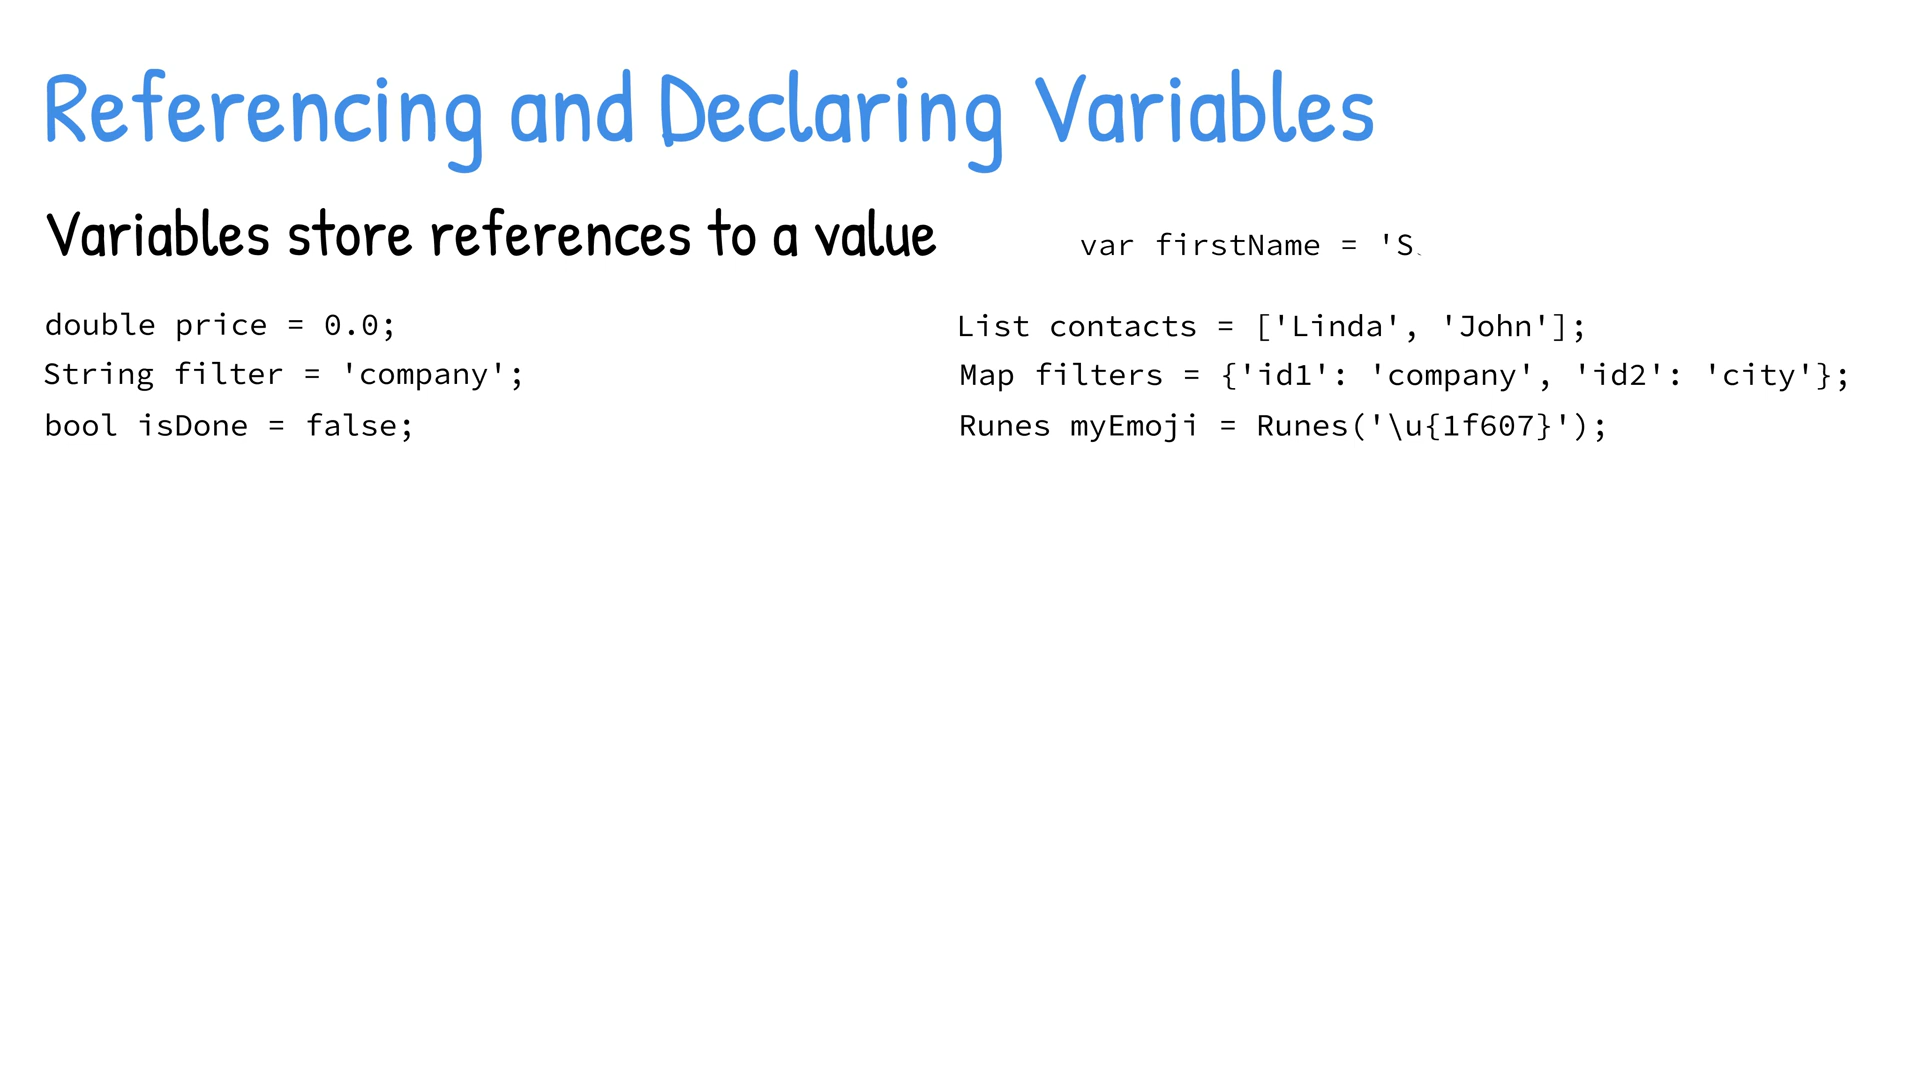 Referencing and Declaring Variables
Variables store references to a value
var firstName = 'S
double price = 0.0;
String filter = 'company';
bool isDone = false;
List contacts = ['Linda', 'John'];
Map filters = {'id1': 'company', 'id2': 'city'};
Runes myEmoji = Runes('\u{1f607}');